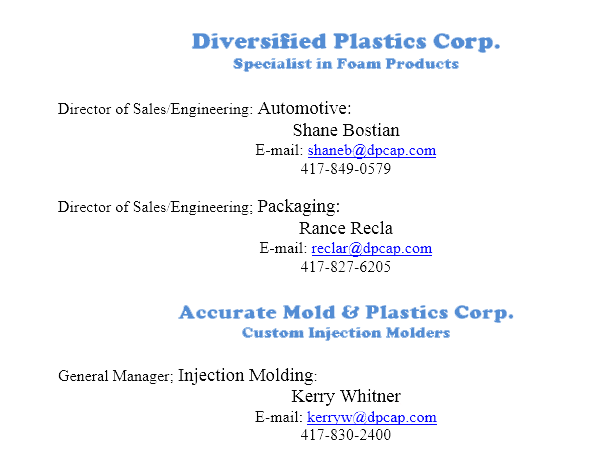 Diversified Plastics Corp.
Specialist in Foam Products
Director of Sales/Engineering: Automotive:
Shane Bostian
E-mail: shaneb@dpcap.com
417-849-0579
Director of Sales/Engineering; Packaging:
Rance Recla
E-mail: reclar@dpcap.com
417-827-6205
Accurate Mold & Plastics Corp.
Custom Injection Molders
General Manager; Injection Molding:
Kerry Whitner
E-mail: kerryw@dpcap.com
417-830-2400